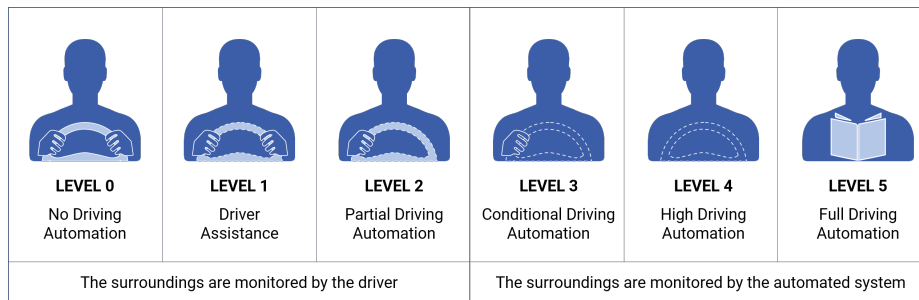 LEVEL 0
No Driving
Automation
LEVEL 1
Driver
Assistance
LEVEL 2
Partial Driving
Automation
LEVEL 3
Conditional Driving
Automation
LEVEL 4
High Driving
Automation
LEVEL 5
Full Driving
Automation
The surroundings are monitored by the driver
The surroundings are monitored by the automated system